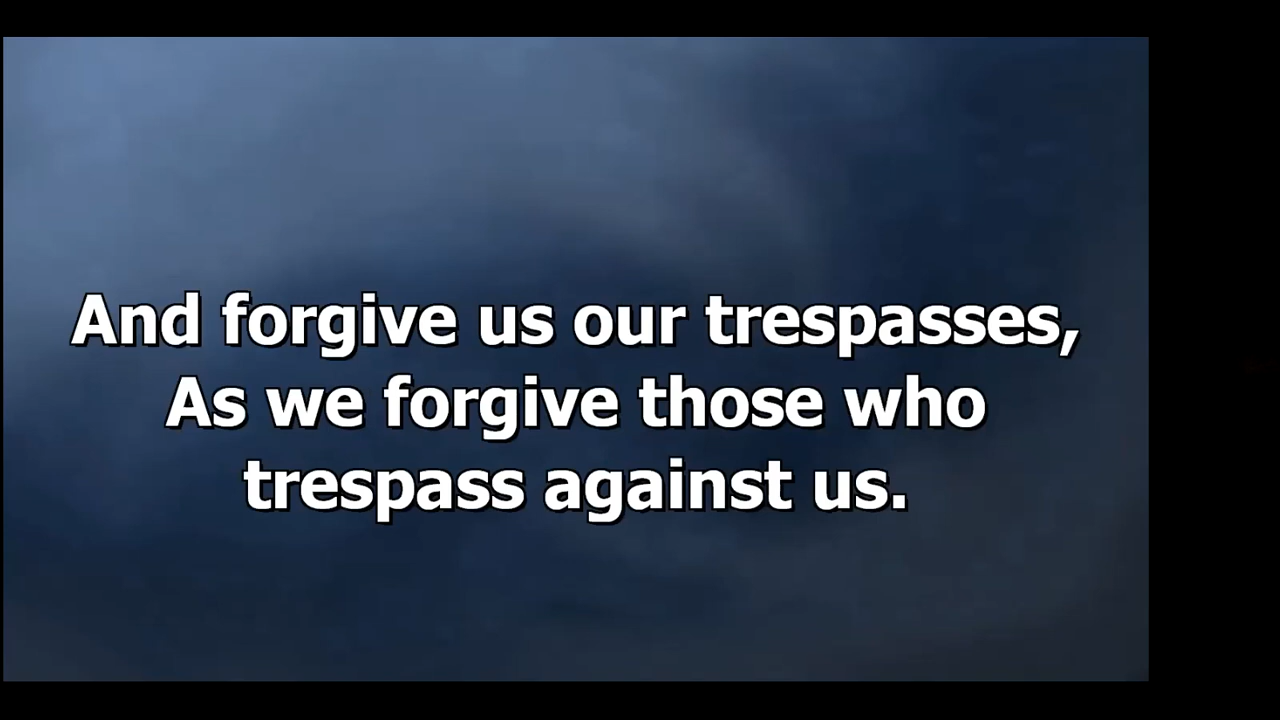 And forgive us our trespasses,
As we forgive those who
trespass against us.